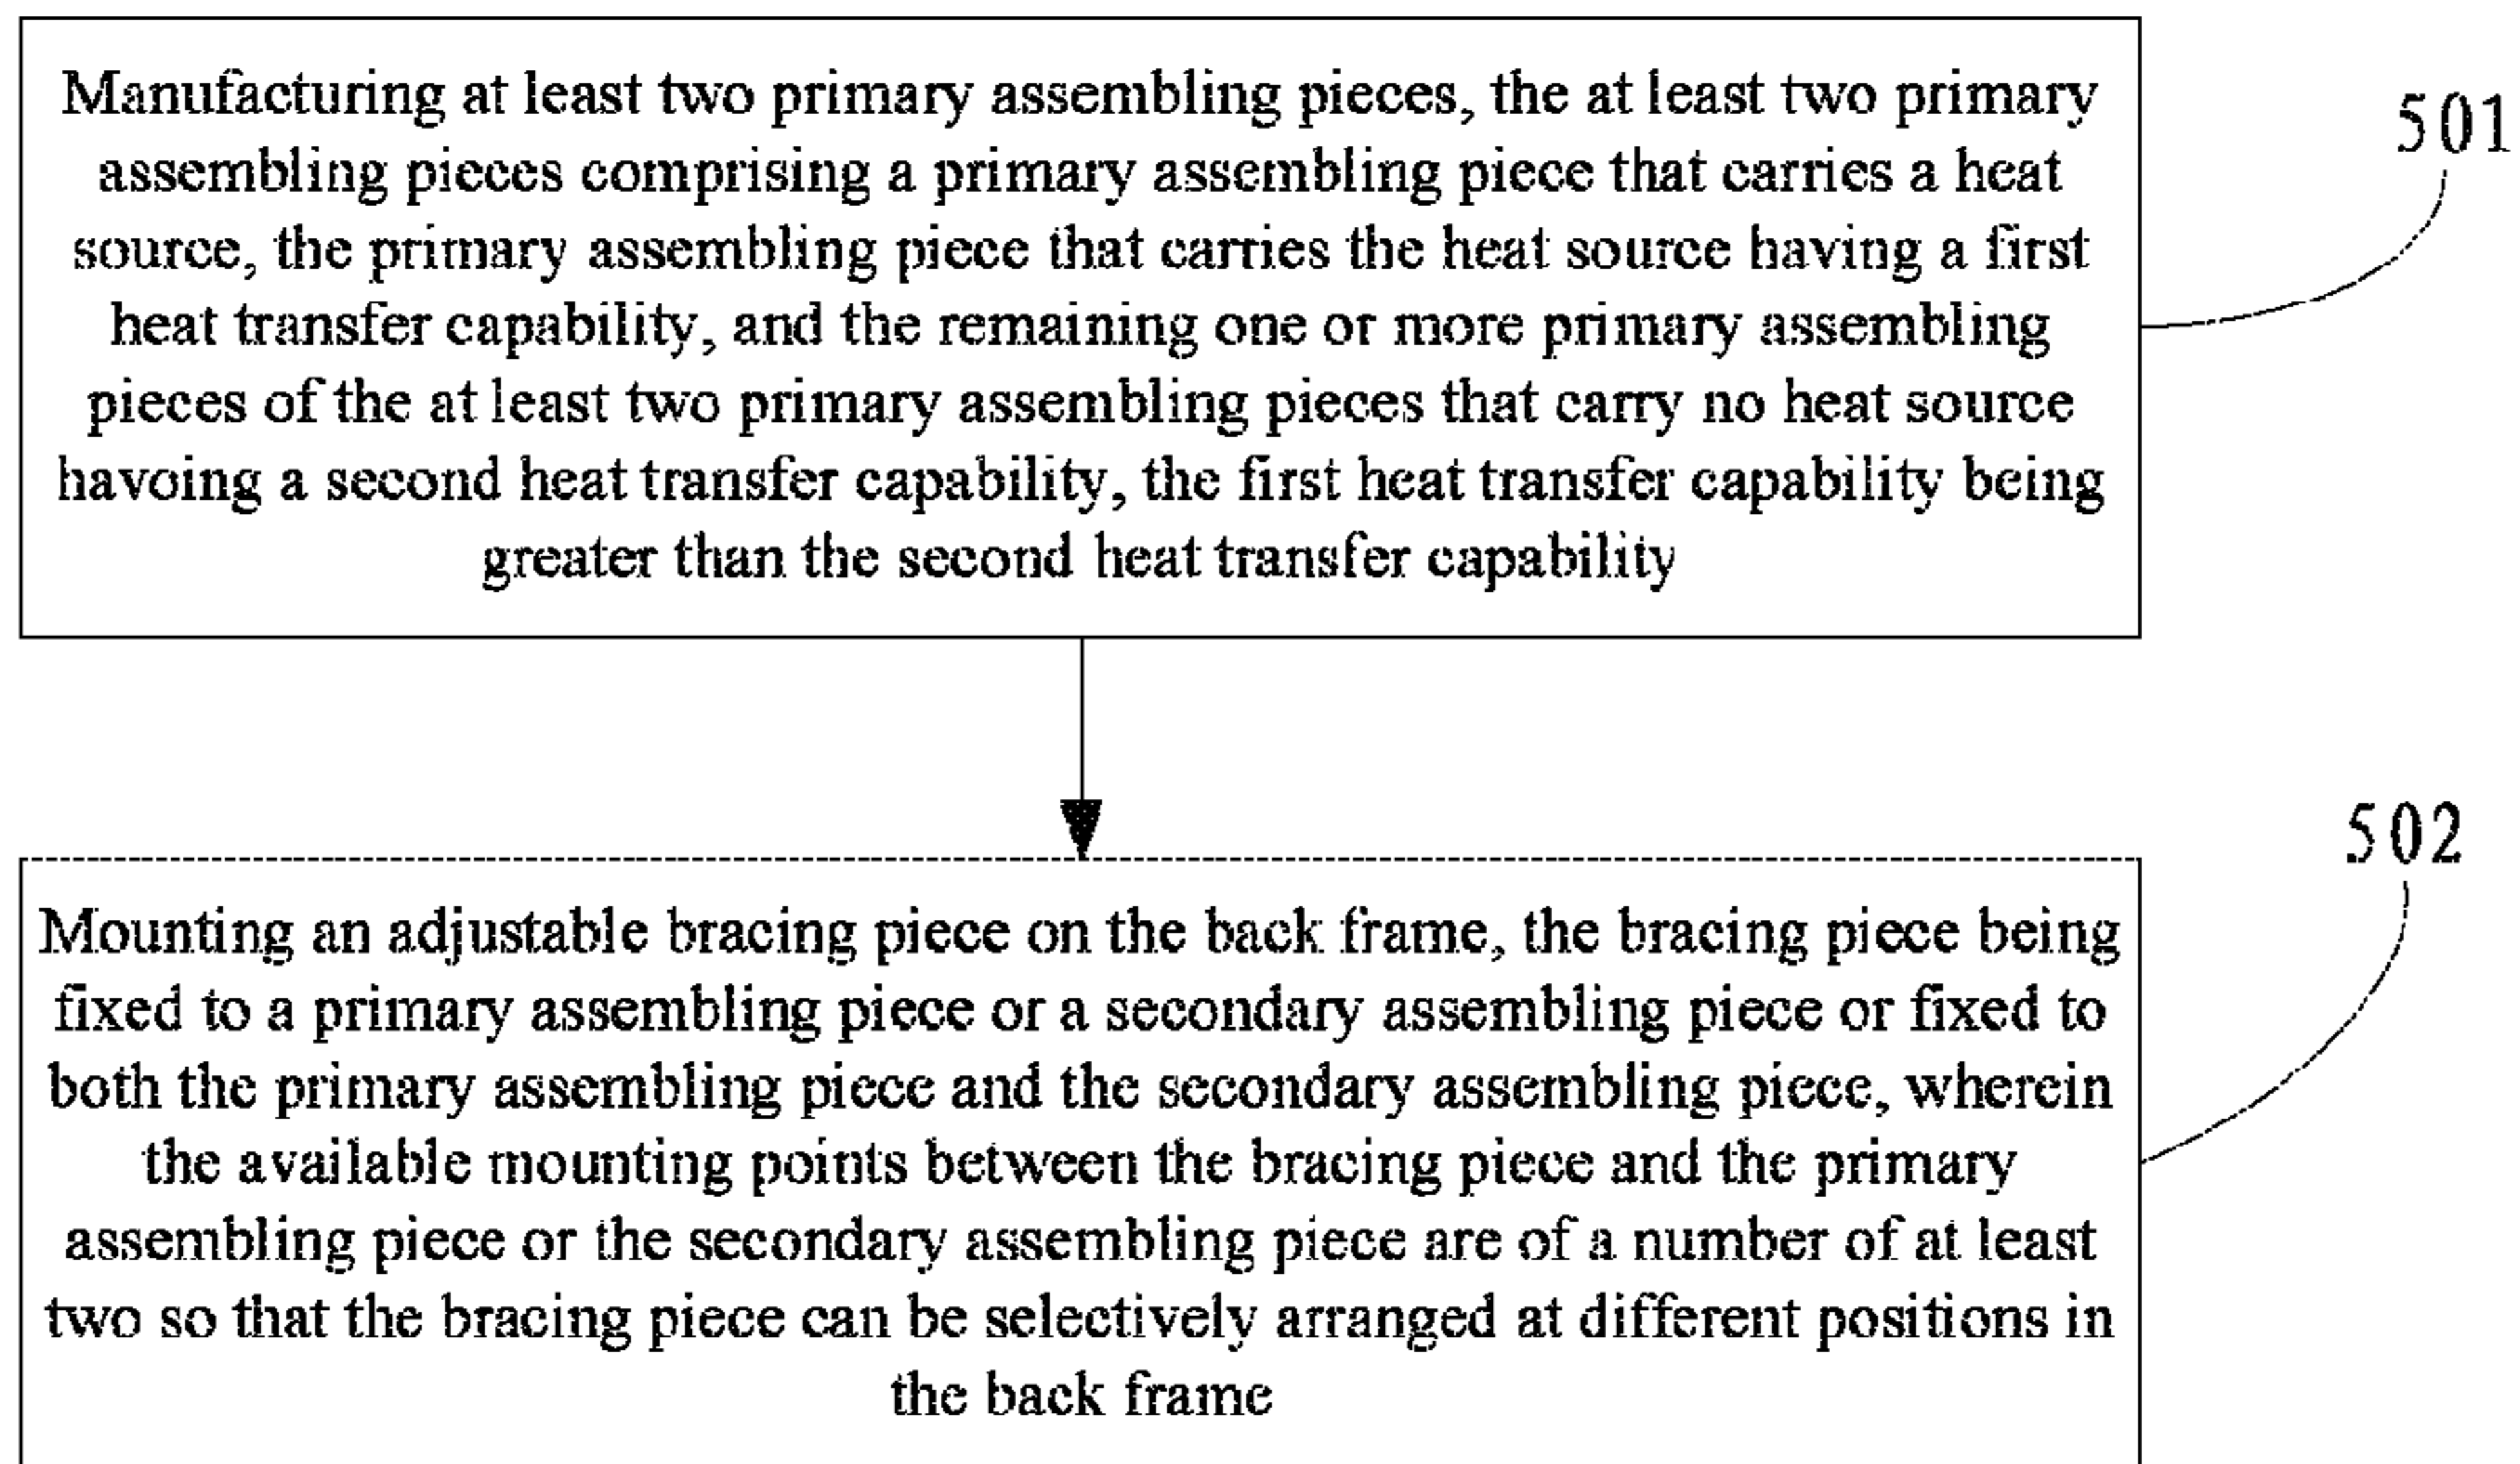 Manufacturing at least two primary assembling pieces, the at least two primary
assembling pieces comprising a primary assembling piece that carries a heat
source, the primary assembling piece that carries the heat source having a first
heat transfer capability, and the remaining one or more primary assembling
pieces of the at least two primary assembling pieces that carry no heat source
havoing a second heat transfer capability, the first heat transfer capability being
greater than the second heat transfer capability
501
Mounting an adjustable bracing piece on the back frame, the bracing piece being
fixed to a primary assembling piece or a secondary assembling piece or fixed to
both the primary assembling piece and the secondary assembling piece, wherein
the available mounting points between the bracing piece and the primary
assembling piece or the secondary assembling piece are of a number of at least
two so that the bracing piece can be selectively arranged at different positions in
the back frame
502